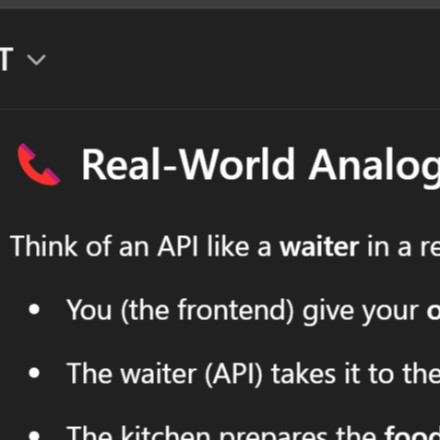 T
📞 Real-World Analog
Think of an API like a waiter in a re
• You (the frontend) give your o
• The waiter (API) takes it to the
• The kitchen prepares the food